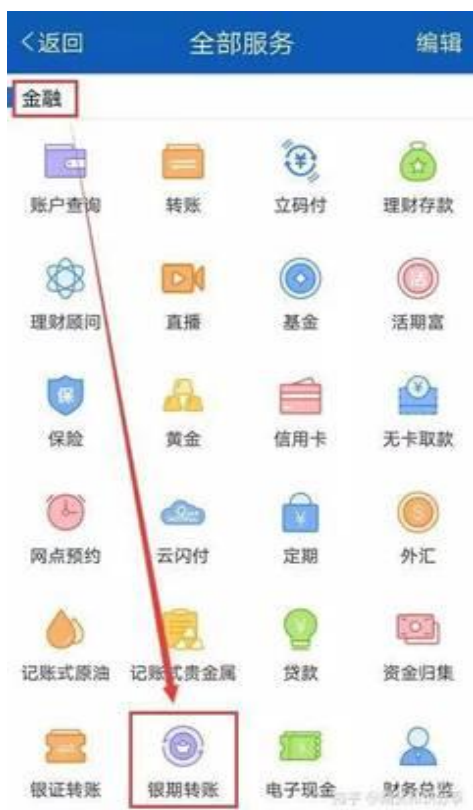 <返回 全部服务 编辑
金融
账户查询 转账 立码付 理财存款
理财顾问 直播 基金 活期富
保险 黄金 信用卡 无卡取款
网点预约 云闪付 定期 外汇
记账式原油 记账式贵金属 贷款 资金归集
银证转账 银期转账 电子现金 财务总监